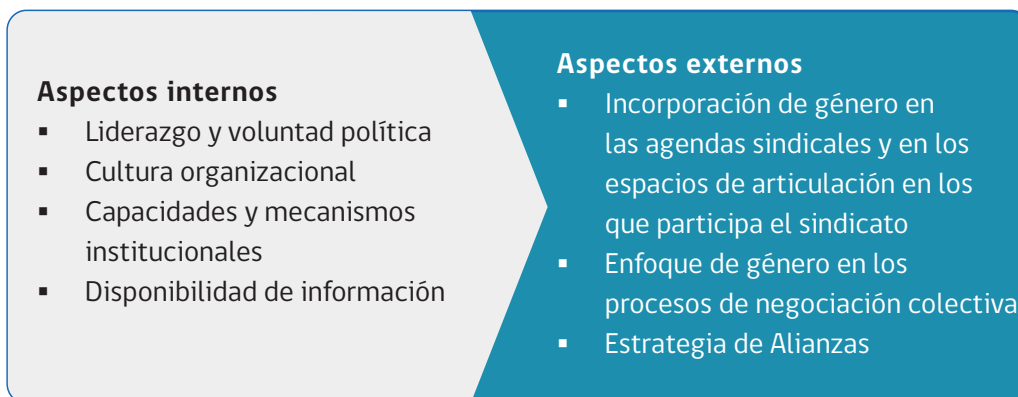 Aspectos internos
▪ Liderazgo y voluntad política
▪ Cultura organizacional
▪ Capacidades y mecanismos
institucionales
▪ Disponibilidad de información
Aspectos externos
▪ Incorporación de género en
las agendas sindicales y en los
espacios de articulación en los
que participa el sindicato
▪ Enfoque de género en los
procesos de negociación colectiva
▪ Estrategia de Alianzas